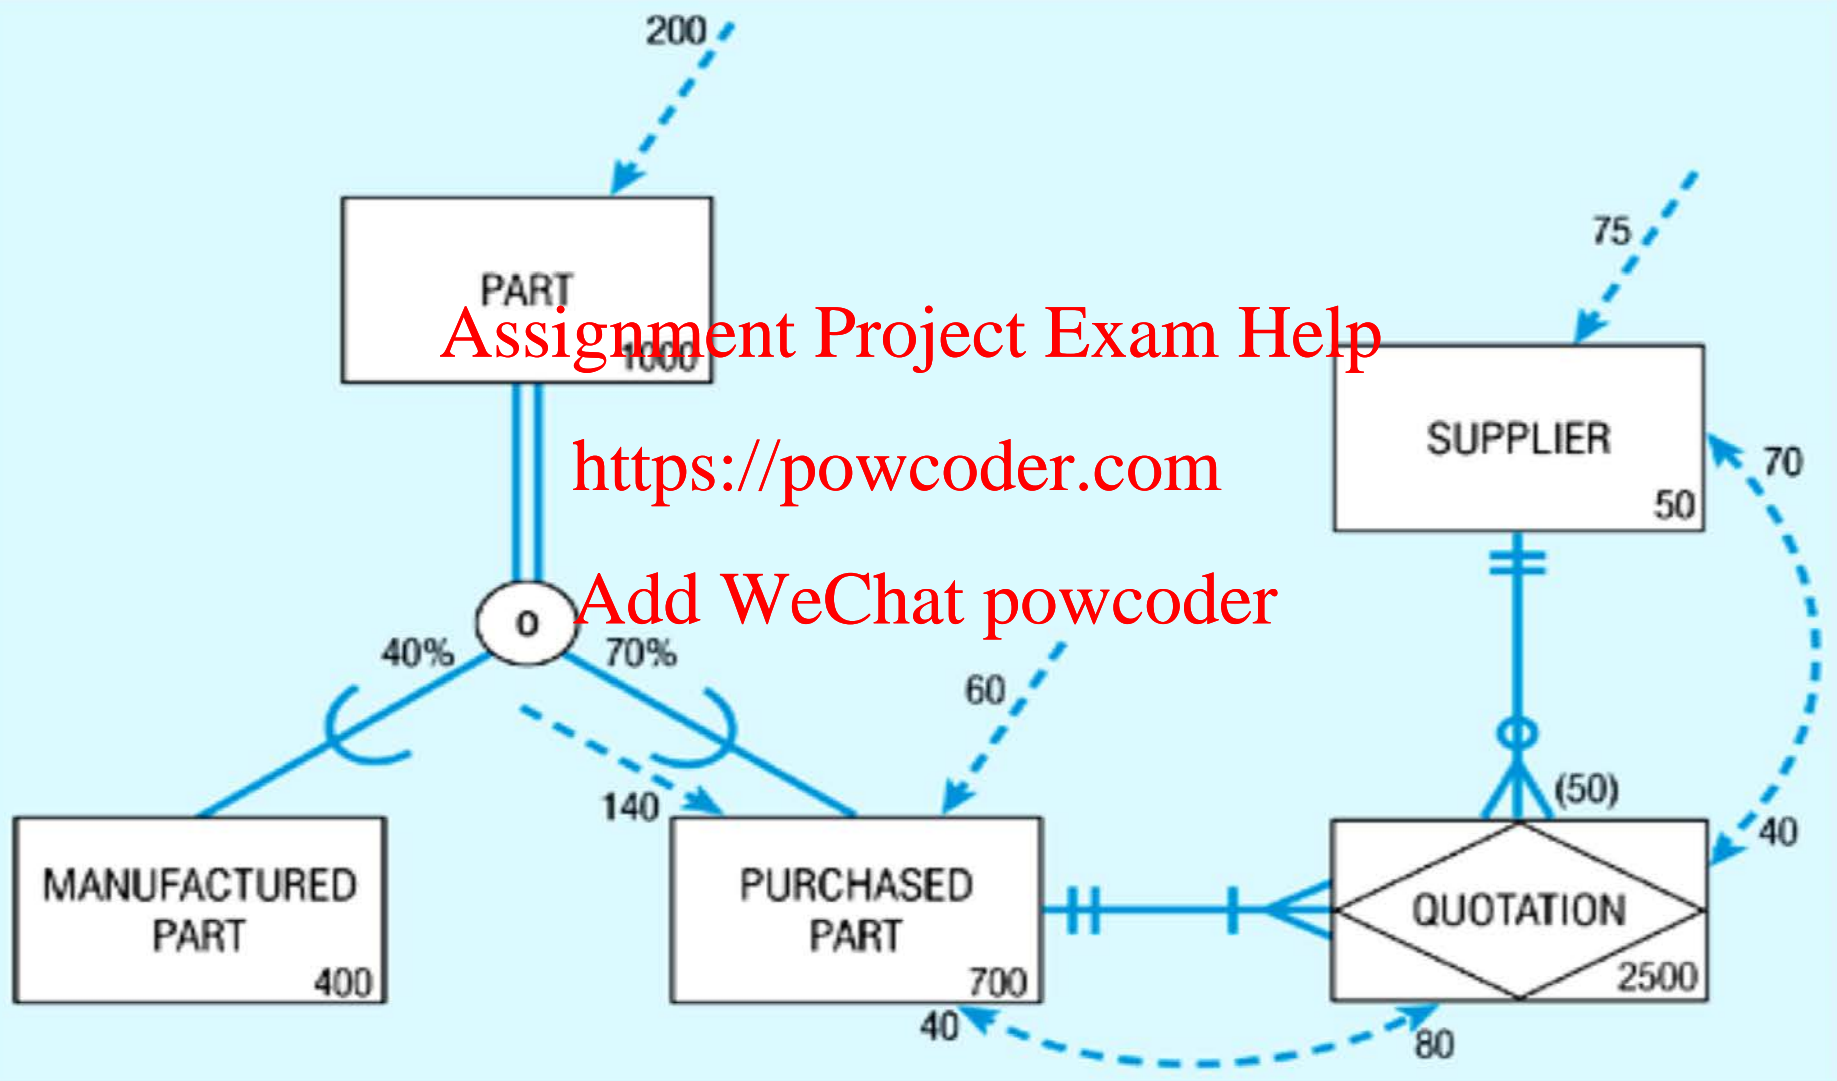 200
75
PART
1000
Assignment Project Exam Help
SUPPLIER
50
70
https://powcoder.com
Add WeChat powcoder
O
40%
70%
60
140
(50)
40
MANUFACTURED
PART
400
PURCHASED
PART
700
QUOTATION
2500
40
80